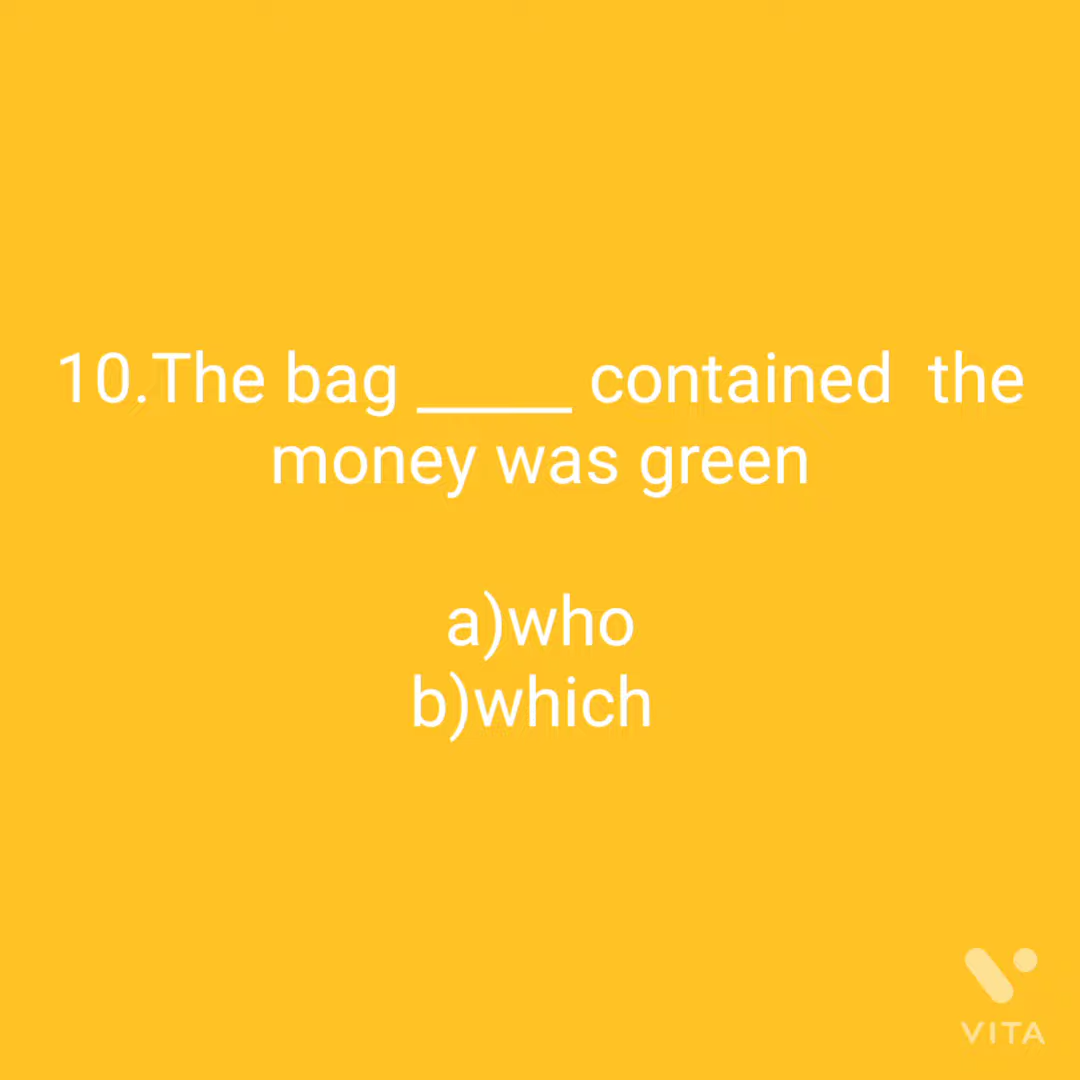 10.The bag _____ contained  the
money was green
a)who
b)which
VITA